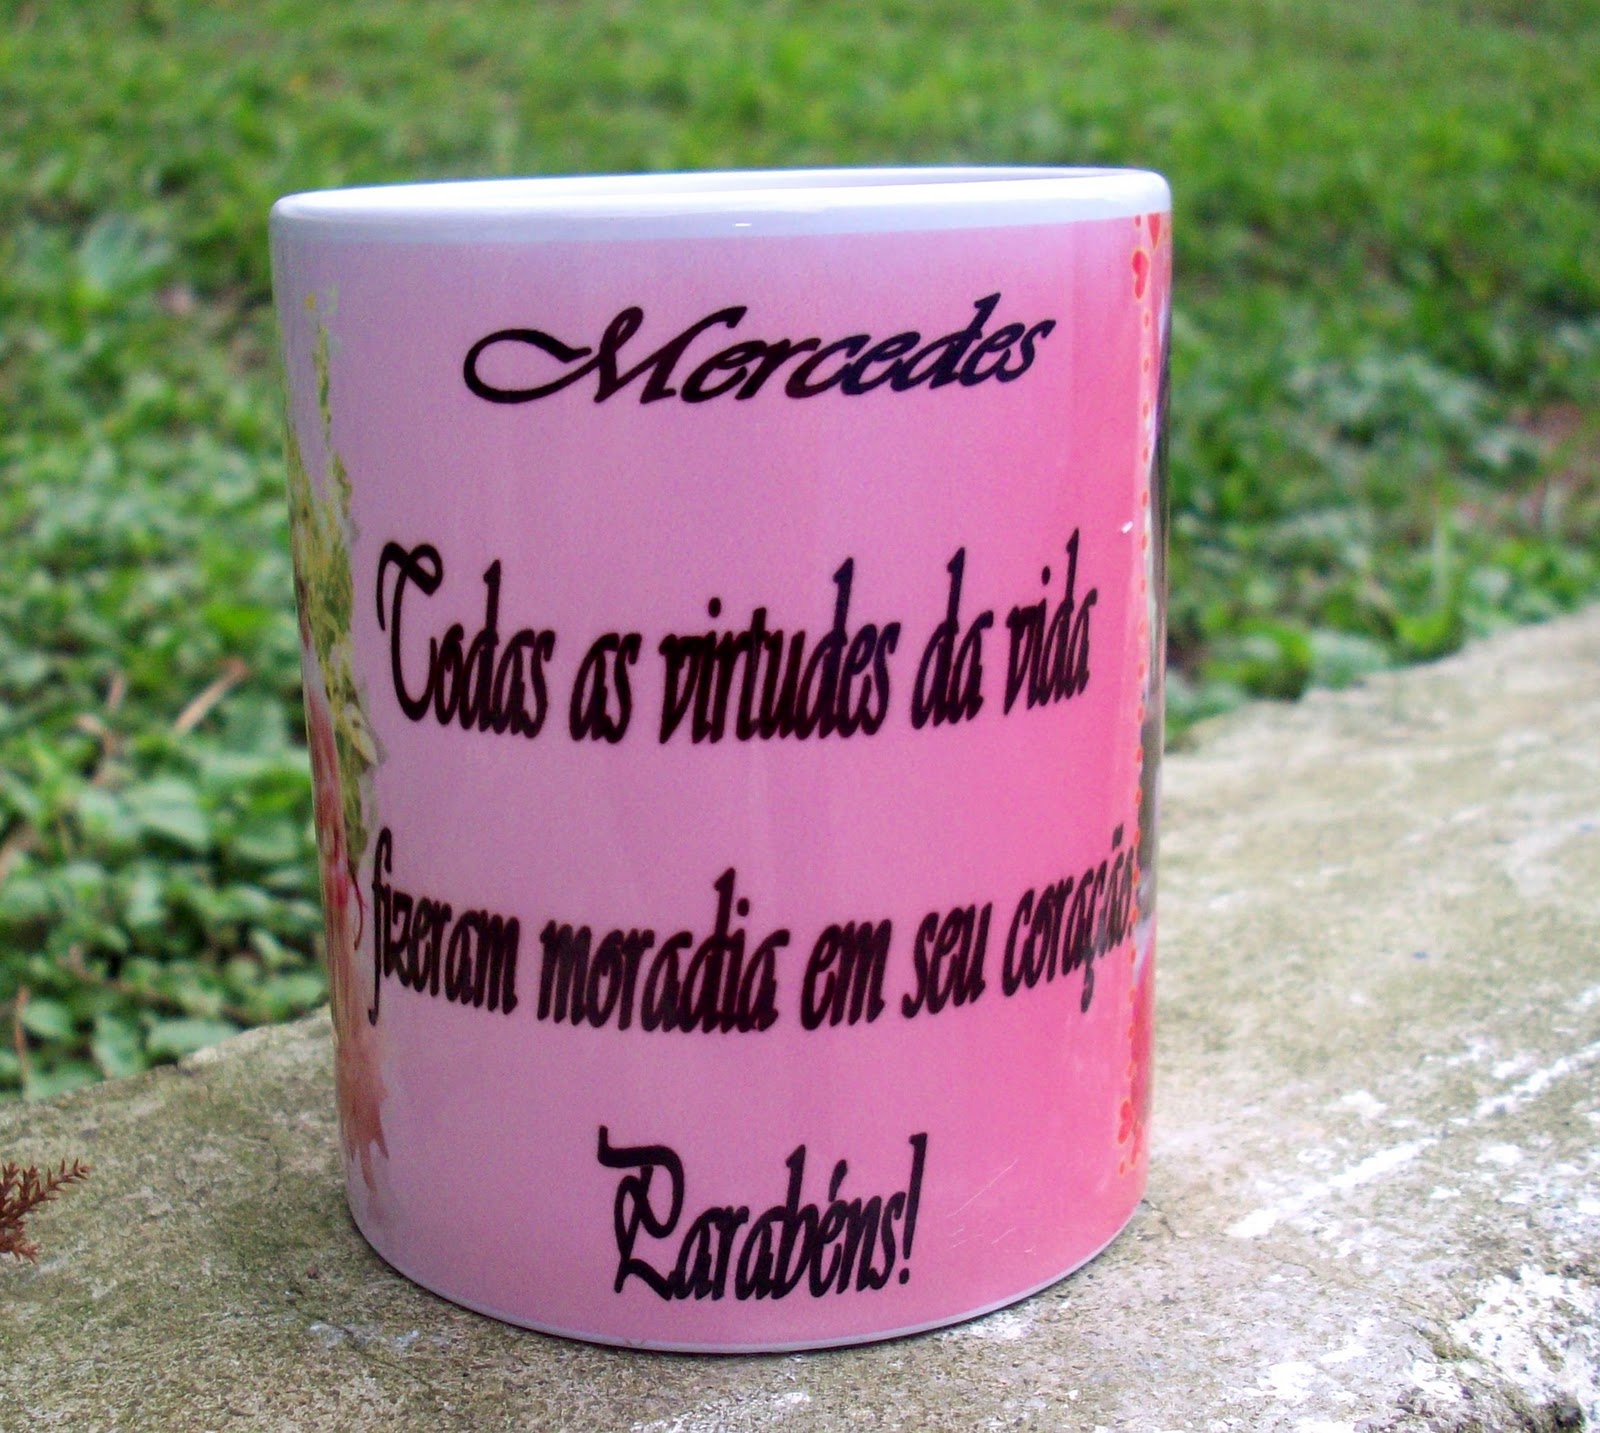 Mercedes
Todas as virtudes da vida
fizeram moradia em seu coração.
Parabéns!